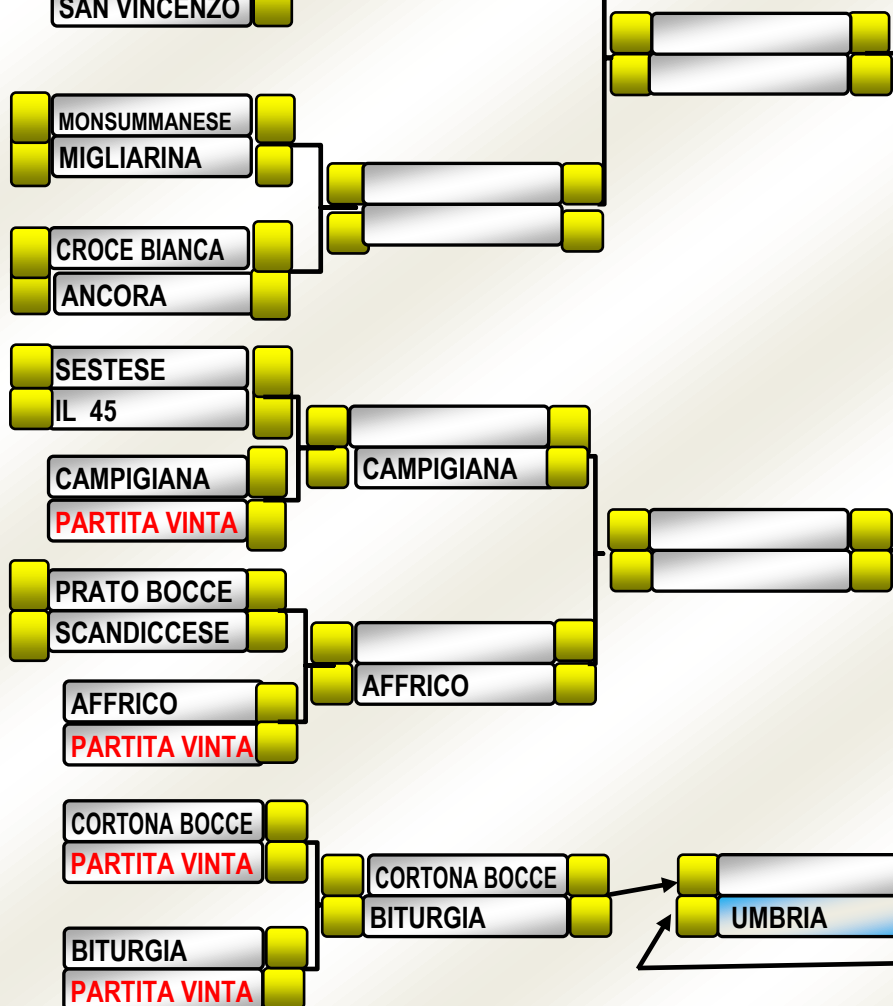 SAN VINCENZO
MONSUMMANESE
MIGLIARINA
CROCE BIANCA
ANCORA
SESTESE
IL 45
CAMPIGIANA
PARTITA VINTA
CAMPIGIANA
PRATO BOCCE
SCANDICCESE
AFFRICO
PARTITA VINTA
AFFRICO
CORTONA BOCCE
PARTITA VINTA
BITURGIA
PARTITA VINTA
CORTONA BOCCE
BITURGIA
UMBRIA